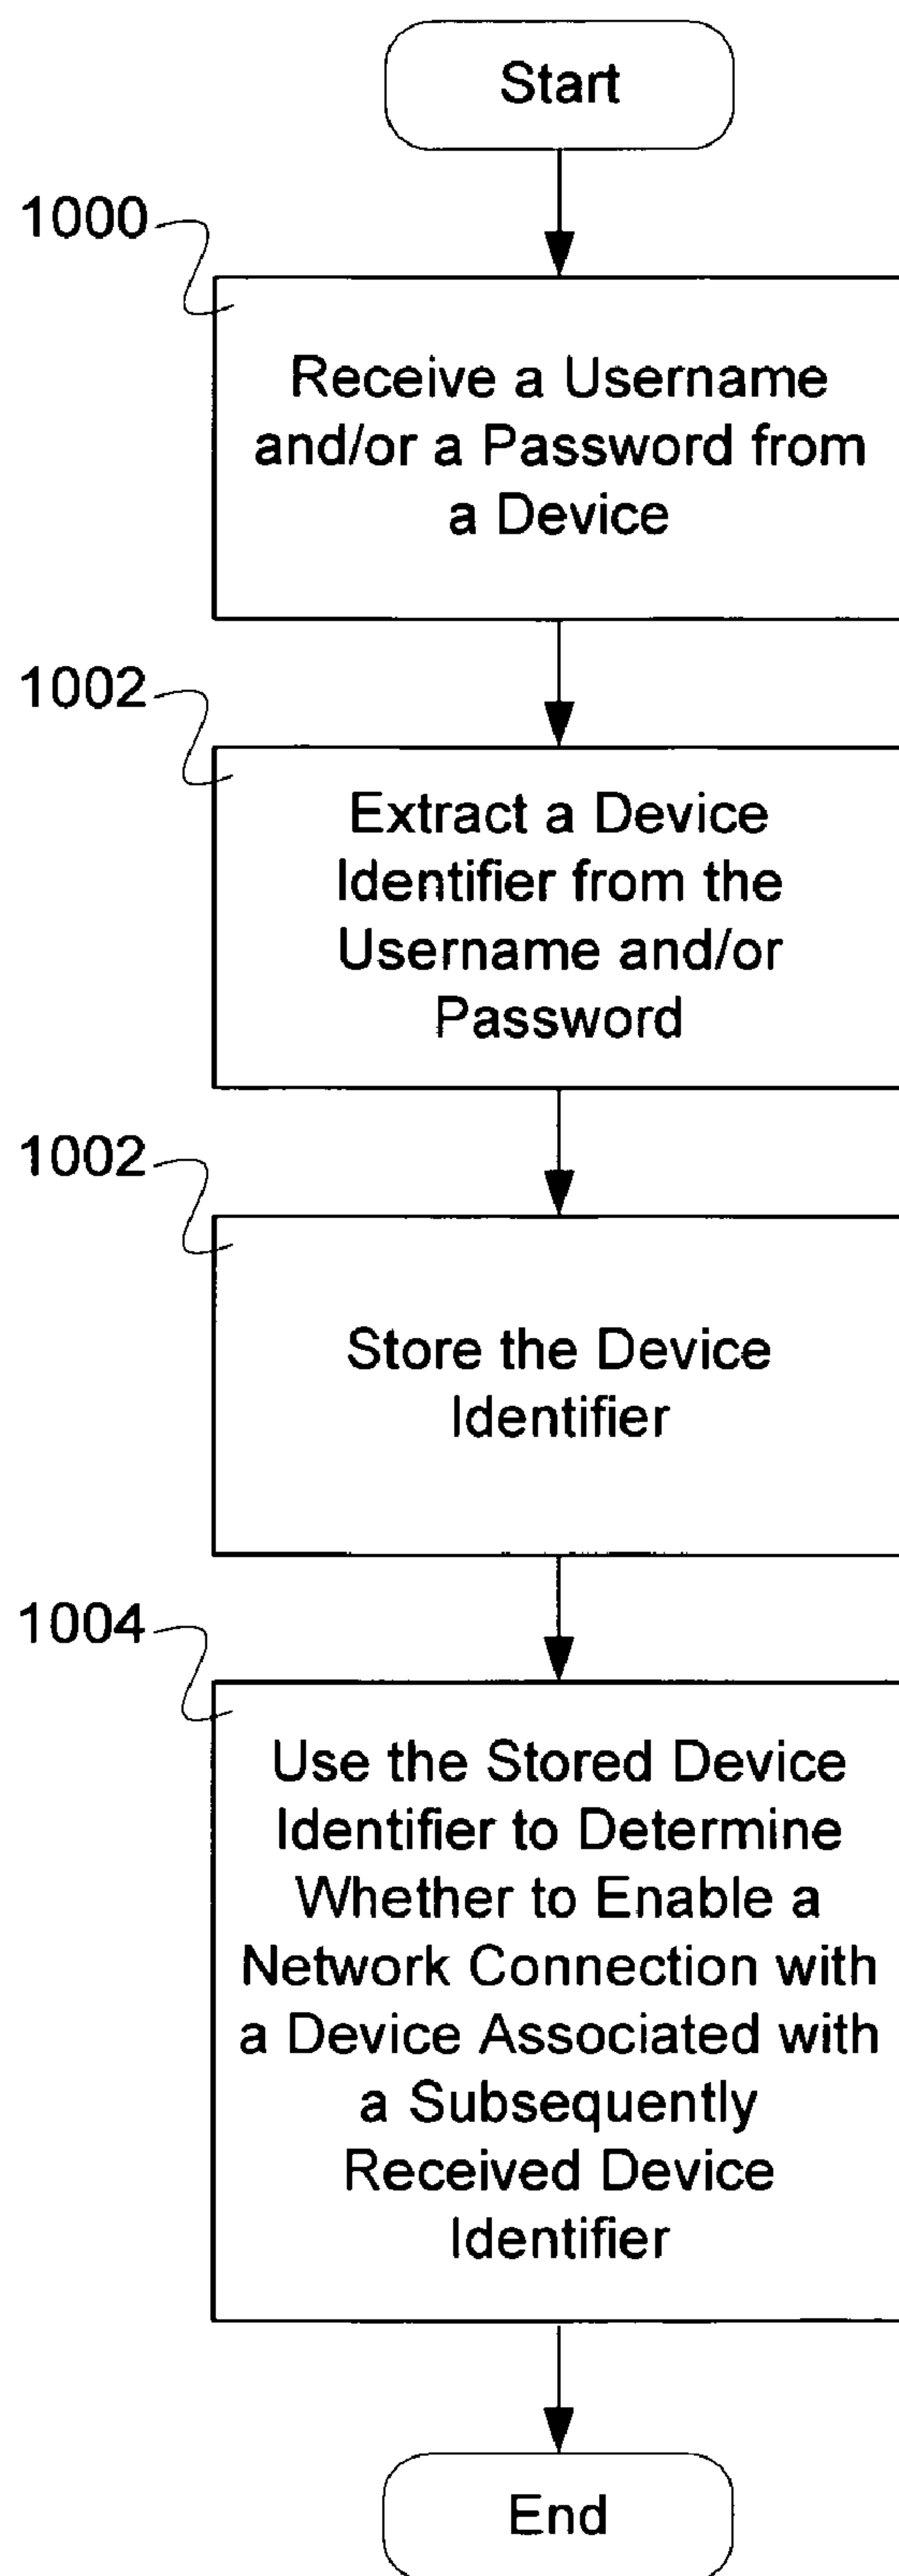 Start
1000
Receive a Username
and/or a Password from
a Device
1002
Extract a Device
Identifier from the
Username and/or
Password
1002
Store the Device
Identifier
1004
Use the Stored Device
Identifier to Determine
Whether to Enable a
Network Connection with
a Device Associated with
a Subsequently
Received Device
Identifier
End